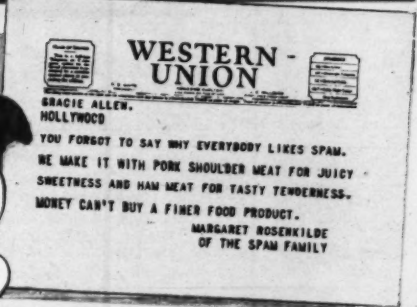 WESTERN
UNION
GRACIE ALLEN.
HOLLYWOOD
YOU FORGOT TO SAY WHY EVERYBODY LIKES SPAM.
WE MAKE IT WITH PORK SHOULDER MEAT FOR JUICY
SWEETNESS AND HAM MEAT FOR TASTY TENDERNESS.
MONEY CAN'T BUY A FINER FOOD PRODUCT.
MARGARET ROSENKILDE
OF THE SPAM FAMILY